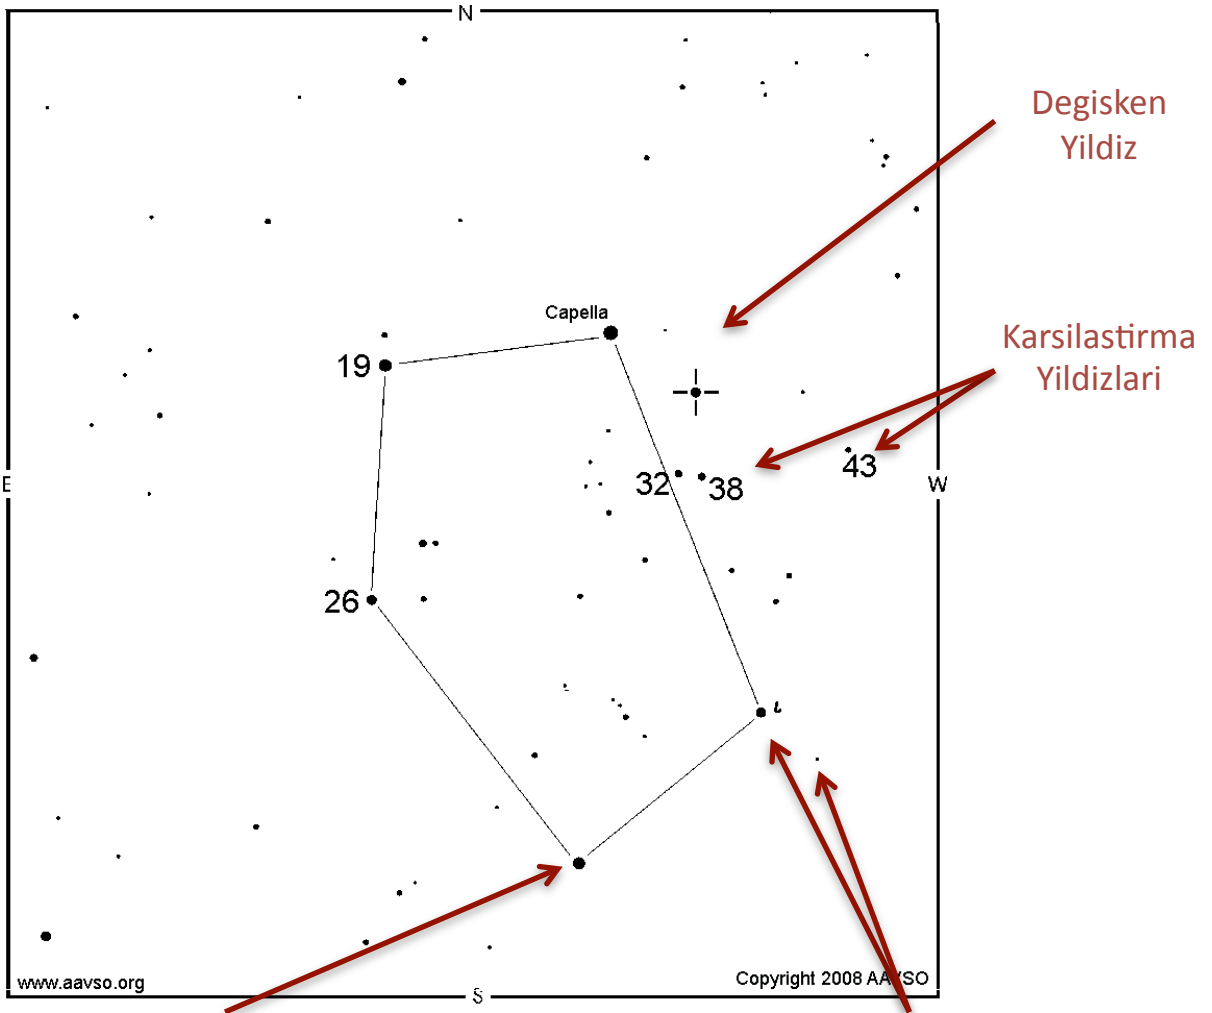 N
Degisken
Yildiz
Capella
19
Karsilastirma
Yildizlari
43
32
38
E
W
26
ι
www.aavso.org
Copyright 2008 AAVSO
S